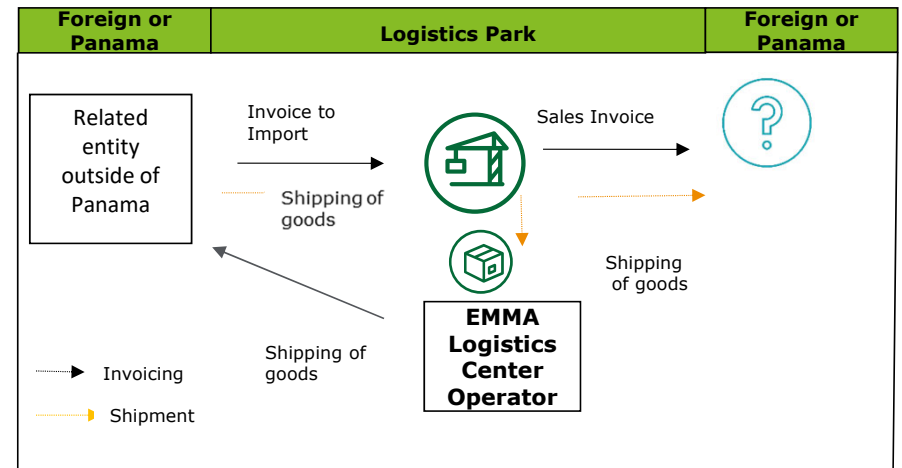 Foreign or
Panama
Logistics Park
Foreign or
Panama
Related
entity
outside of
Panama
Invoice to
Import
Shipping of
goods
Sales Invoice
?
Shipping
of goods
EMMA
Logistics
Center
Operator
Shipping of
goods
Invoicing
Shipment